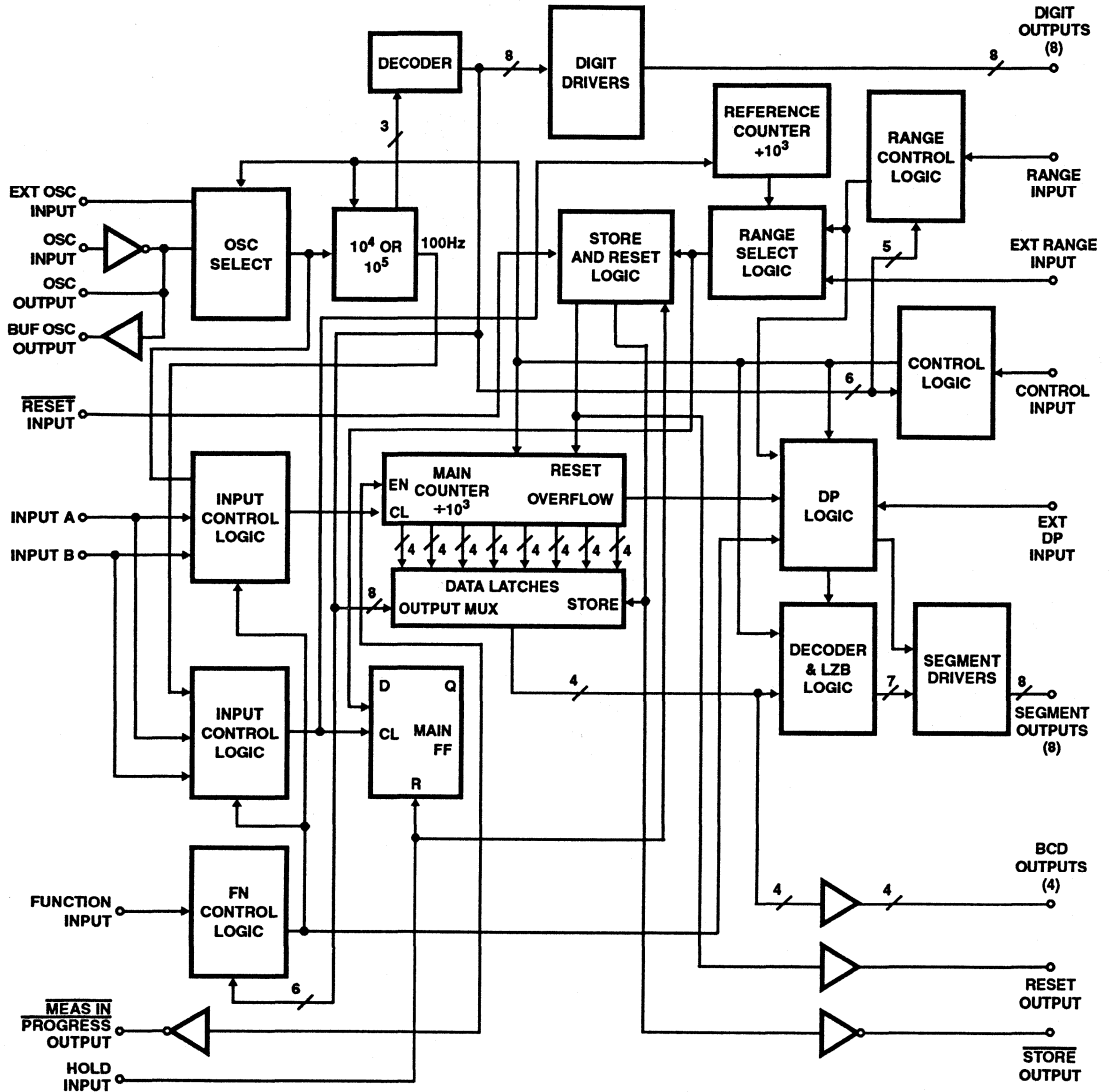 DIGIT
OUTPUTS
(8)
DECODER
8
DIGIT
DRIVERS
8
3
REFERENCE
COUNTER
÷10³
RANGE
CONTROL
LOGIC
RANGE
INPUT
EXT OSC
INPUT
OSC
INPUT
OSC
OUTPUT
BUF OSC
OUTPUT
OSC
SELECT
10⁴ OR
10⁵
100Hz
STORE
AND RESET
LOGIC
RANGE
SELECT
LOGIC
5
EXT RANGE
INPUT
CONTROL
LOGIC
6
CONTROL
INPUT
RESET
INPUT
INPUT A
INPUT B
INPUT
CONTROL
LOGIC
EN
CL
MAIN
COUNTER
÷10³
RESET
OVERFLOW
4 4 4 4 4 4 4 4
DP
LOGIC
EXT
DP
INPUT
8
DATA LATCHES
OUTPUT MUX
STORE
4
DECODER
& LZB
LOGIC
7
SEGMENT
DRIVERS
8
SEGMENT
OUTPUTS
(8)
INPUT
CONTROL
LOGIC
D
Q
CL
MAIN
FF
R
FUNCTION
INPUT
FN
CONTROL
LOGIC
6
4
4
BCD
OUTPUTS
(4)
RESET
OUTPUT
STORE
OUTPUT
MEAS IN
PROGRESS
OUTPUT
HOLD
INPUT